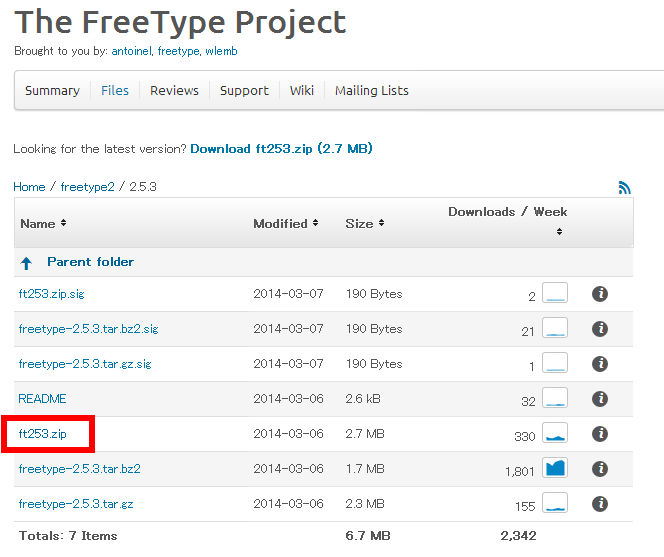 The FreeType Project
Brought to you by: antoinel, freetype, wlemb
Summary Files Reviews Support Wiki Mailing Lists
Looking for the latest version? Download ft253.zip (2.7 MB)
Home / freetype2 / 2.5.3
Name Modified Size Downloads / Week
Parent folder
ft253.zip.sig 2014-03-07 190 Bytes 2
freetype-2.5.3.tar.bz2.sig 2014-03-07 190 Bytes 21
freetype-2.5.3.tar.gz.sig 2014-03-07 190 Bytes 1
README 2014-03-06 2.6 kB 32
ft253.zip 2014-03-06 2.7 MB 330
freetype-2.5.3.tar.bz2 2014-03-06 1.7 MB 1,801
freetype-2.5.3.tar.gz 2014-03-06 2.3 MB 155
Totals: 7 Items 6.7 MB 2,342